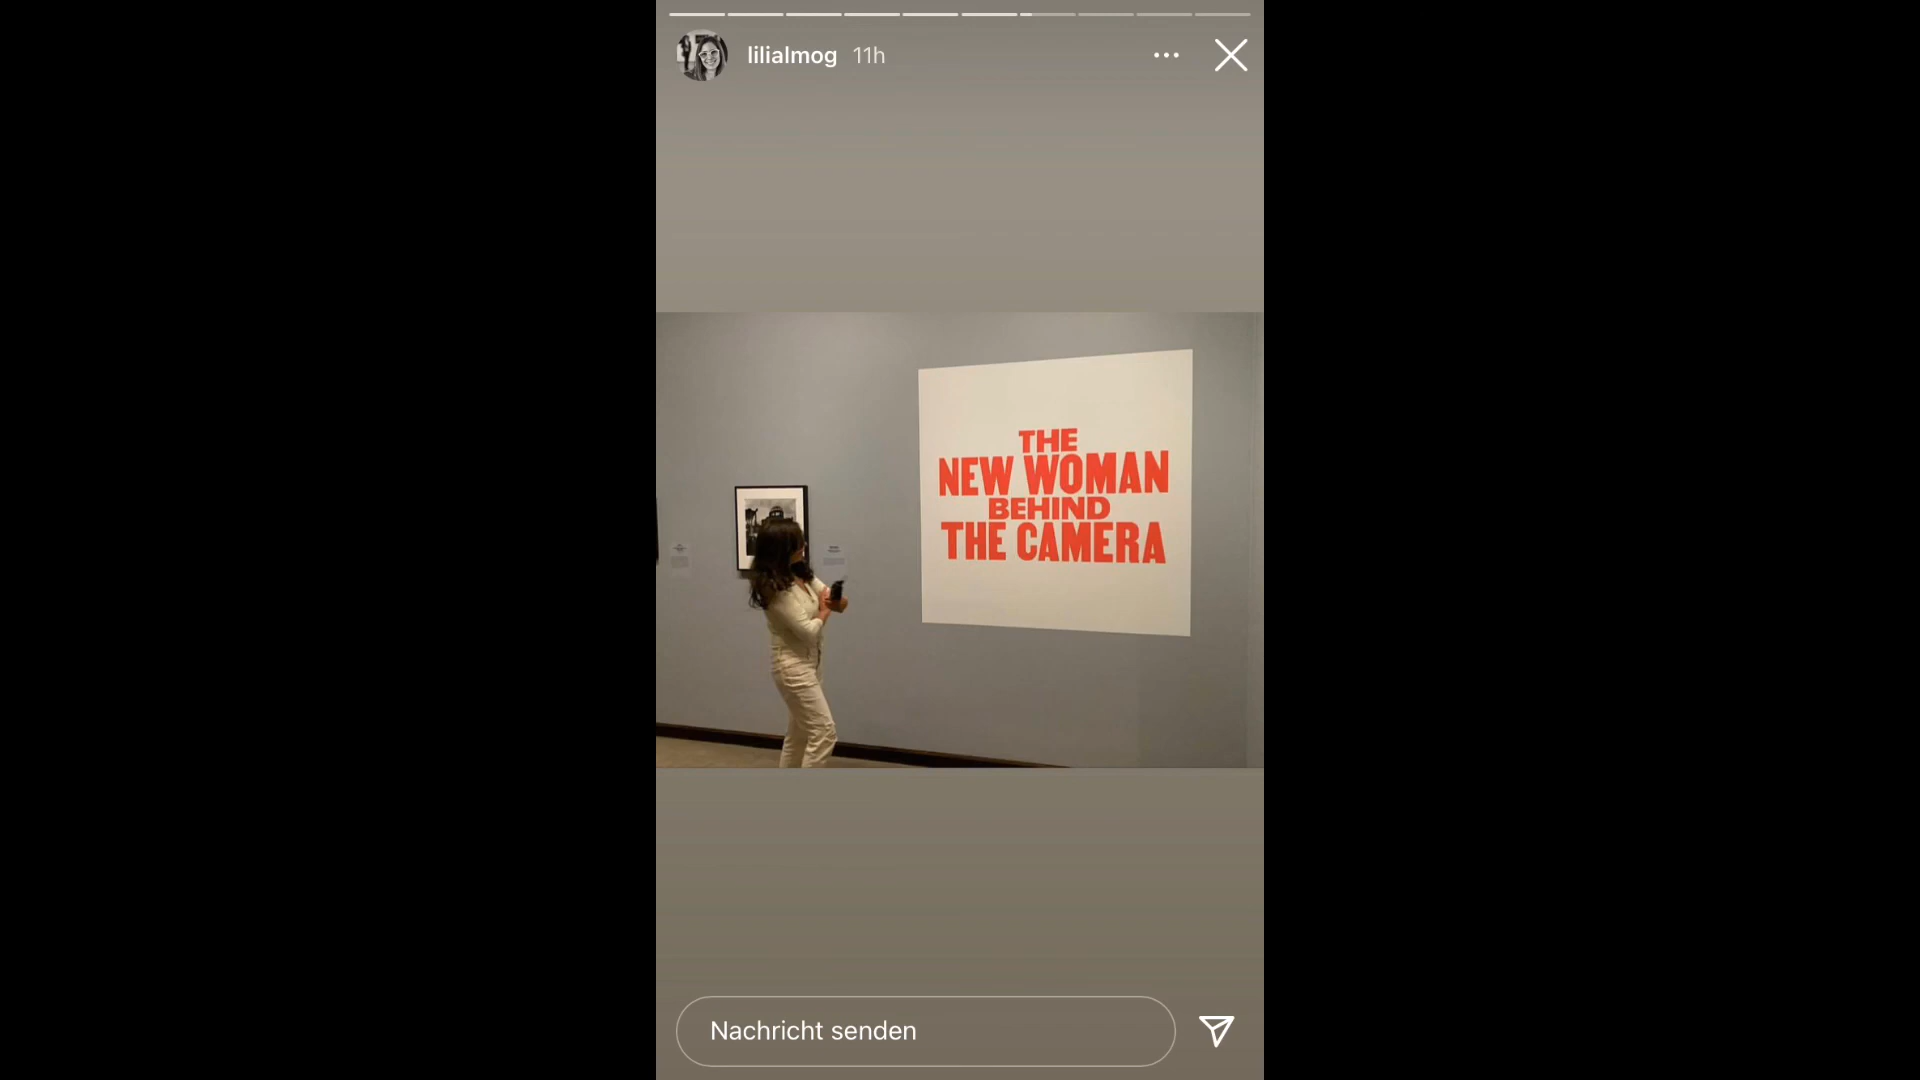 lilialmog 11h
THE
NEW WOMAN
BEHIND
THE CAMERA
Nachricht senden